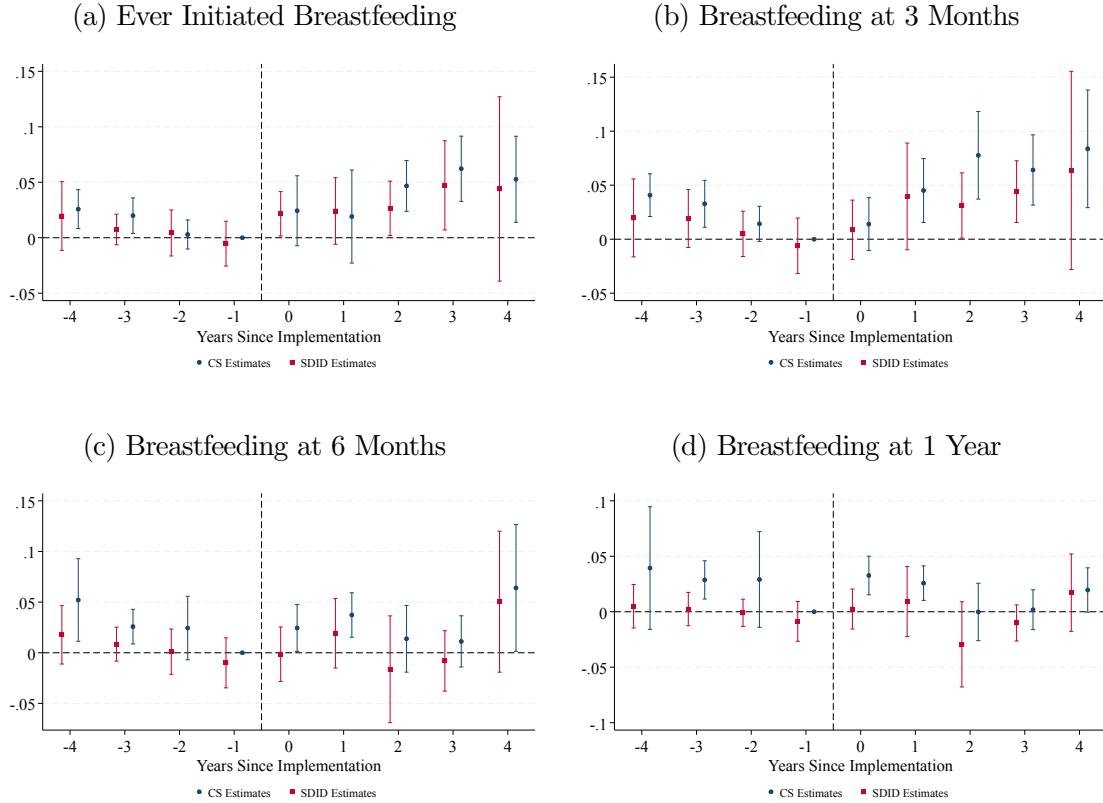 (a) Ever Initiated Breastfeeding
.15
.1
.05
0
-.05
-4 -3 -2 -1 0 1 2 3 4
Years Since Implementation
CS Estimates SDID Estimates
(b) Breastfeeding at 3 Months
.15
.1
.05
0
-.05
-4 -3 -2 -1 0 1 2 3 4
Years Since Implementation
CS Estimates SDID Estimates
(c) Breastfeeding at 6 Months
.15
.1
.05
0
-.05
-4 -3 -2 -1 0 1 2 3 4
Years Since Implementation
CS Estimates SDID Estimates
(d) Breastfeeding at 1 Year
.1
.05
0
-.05
-.1
-4 -3 -2 -1 0 1 2 3 4
Years Since Implementation
CS Estimates SDID Estimates